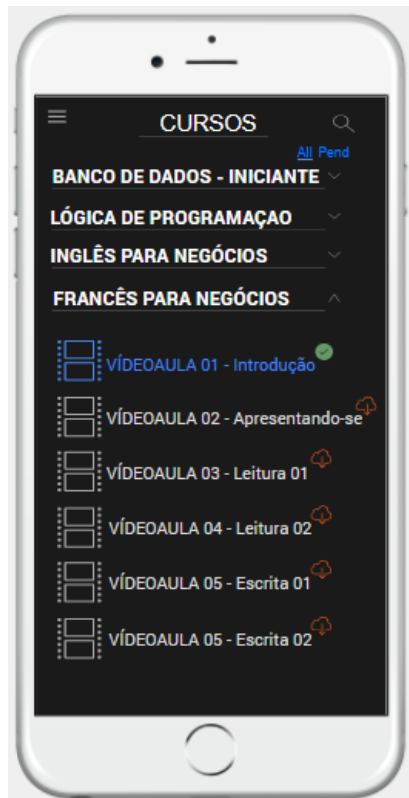 CURSOS
All Pend
BANCO DE DADOS - INICIANTE
LÓGICA DE PROGRAMAÇAO
INGLÊS PARA NEGÓCIOS
FRANCÊS PARA NEGÓCIOS
VÍDEOAULA 01 - Introdução
VÍDEOAULA 02 - Apresentando-se
VÍDEOAULA 03 - Leitura 01
VÍDEOAULA 04 - Leitura 02
VÍDEOAULA 05 - Escrita 01
VÍDEOAULA 05 - Escrita 02